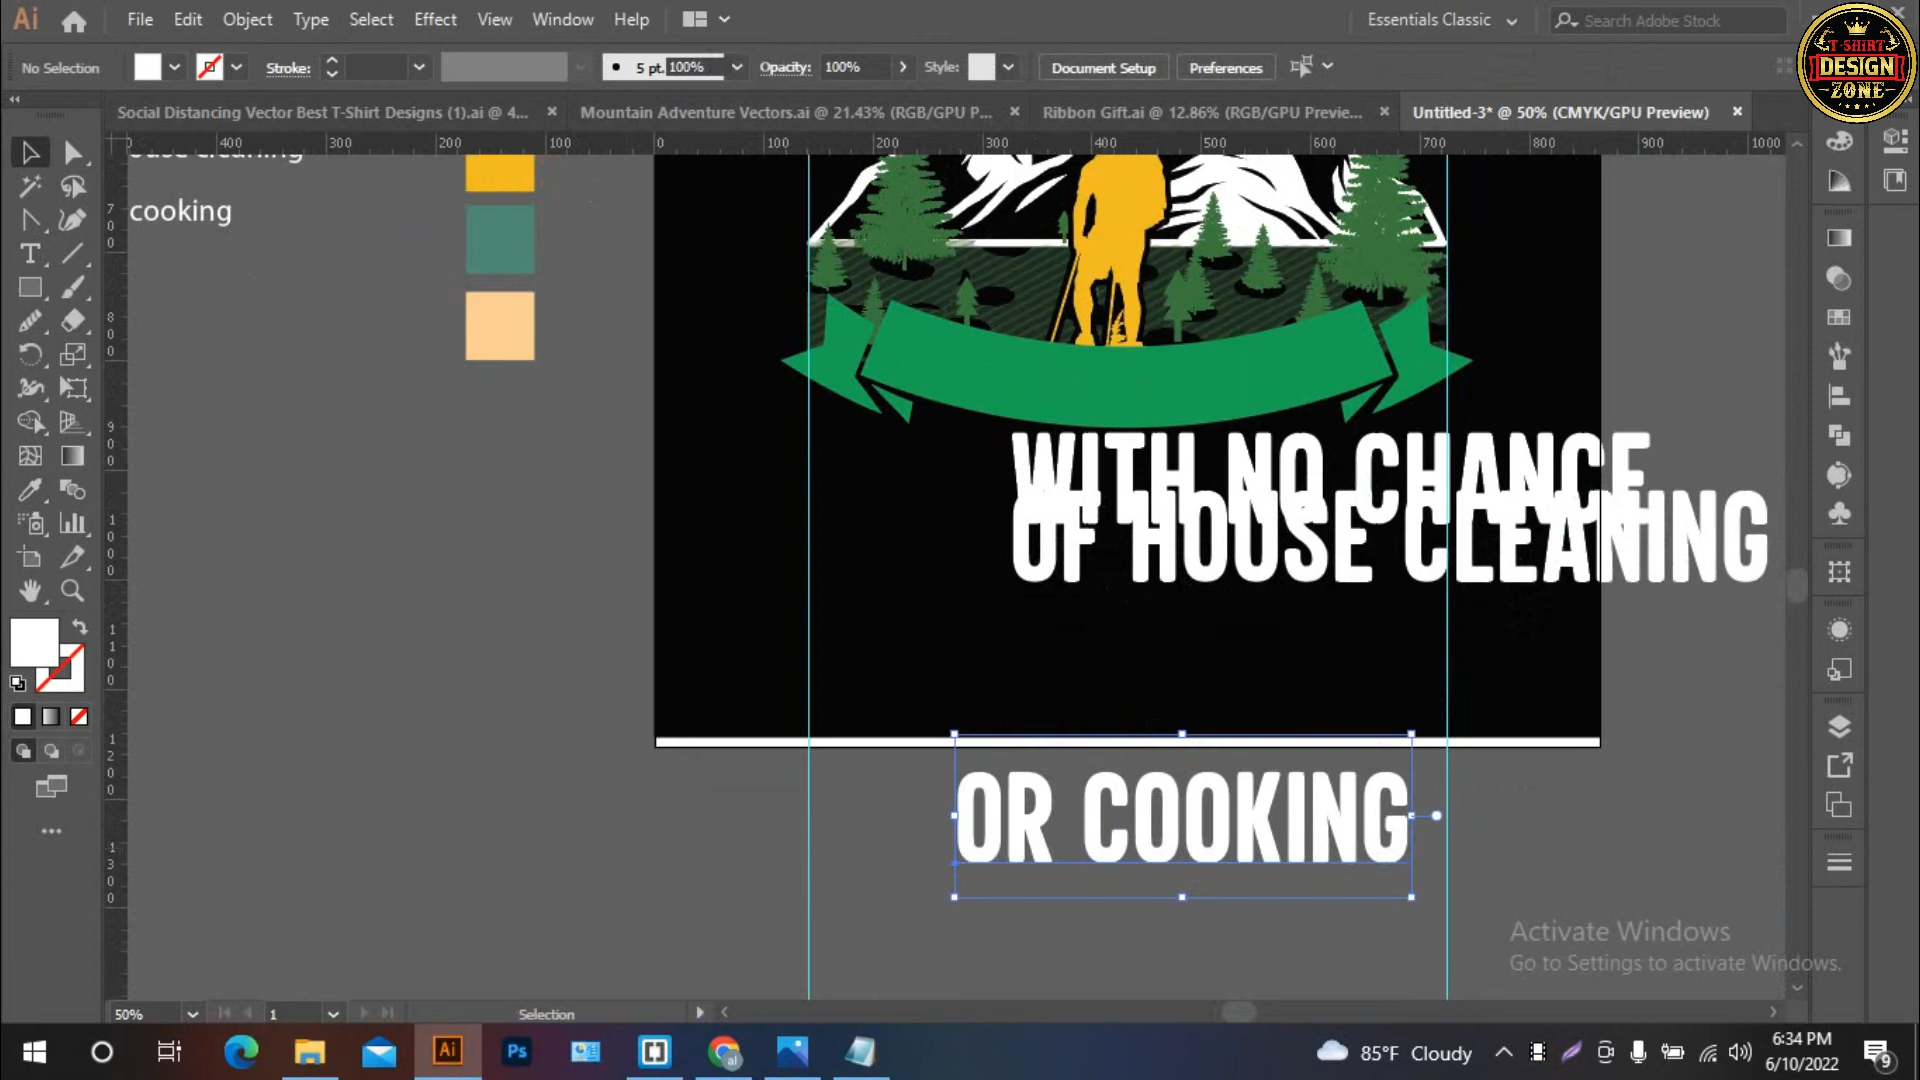 Ai File Edit Object Type Select Effect View Window Help Essentials Classic Search Adobe Stock
T-SHIRT
DESIGN
ZONE
No Selection Stroke: 5 pt. 100% Opacity: 100% Style: Document Setup Preferences
Social Distancing Vector Best T-Shirt Designs (1).ai @ 4... Mountain Adventure Vectors.ai @ 21.43% (RGB/GPU P... Ribbon Gift.ai @ 12.86% (RGB/GPU Previe... Untitled-3* @ 50% (CMYK/GPU Preview)
400 300 200 100 0 100 200 300 400 500 600 700 800 900 1000
cleaning
cooking
WITH NO CHANCE
OF HOUSE CLEANING
OR COOKING
Activate Windows
Go to Settings to activate Windows.
50% 1 Selection
Ai Ps 85°F Cloudy 6:34 PM
6/10/2022 9